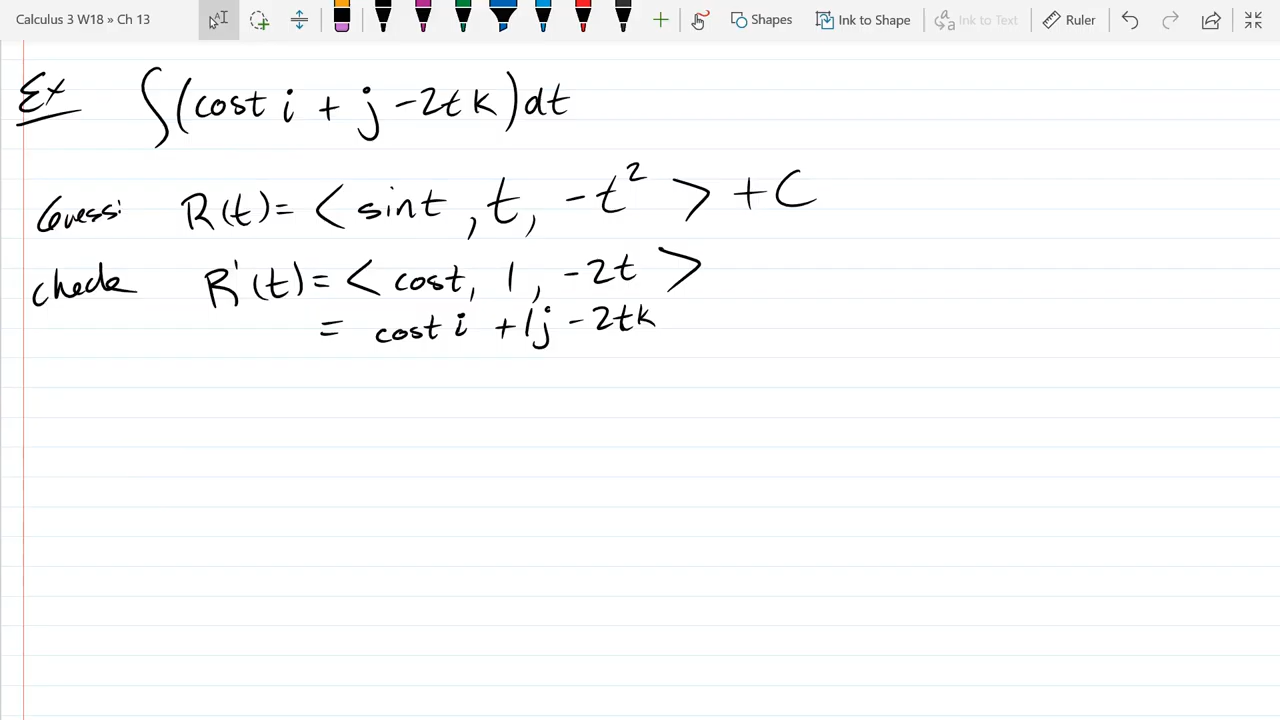 Calculus 3 W18 » Ch 13
Shapes Ink to Shape Ink to Text Ruler
Ex ∫(cost i + j -2tk)dt
Guess: R(t)= < sint, t, -t² > +C
Check R'(t)= < cost, 1, -2t >
= cost i +1j -2tk